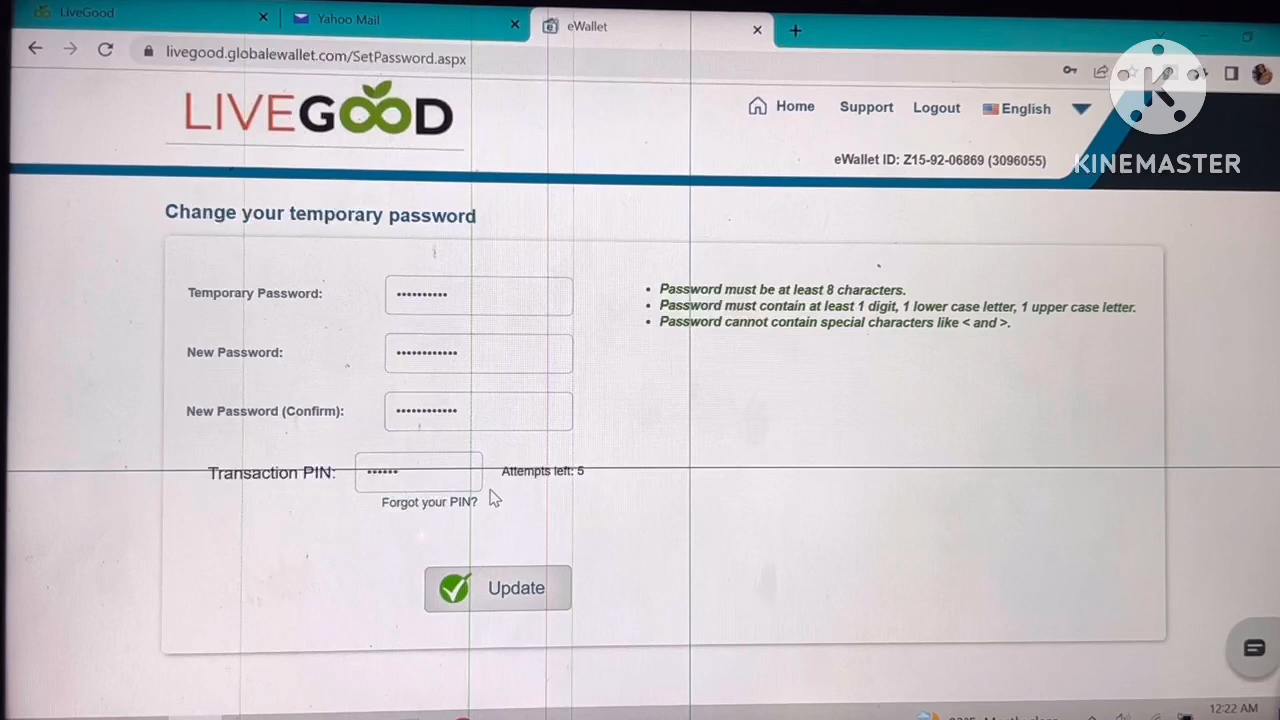 LiveGood
Yahoo Mail
eWallet
livegood.globalewallet.com/SetPassword.aspx
LIVEGOOD
Home
Support
Logout
English
eWallet ID: Z15-92-06869 (3096055)
K
KINEMASTER
Change your temporary password
Temporary Password:
New Password:
New Password (Confirm):
Transaction PIN:
Attempts left: 5
Forgot your PIN?
Update
• Password must be at least 8 characters.
• Password must contain at least 1 digit, 1 lower case letter, 1 upper case letter.
• Password cannot contain special characters like < and >.
12:22 AM